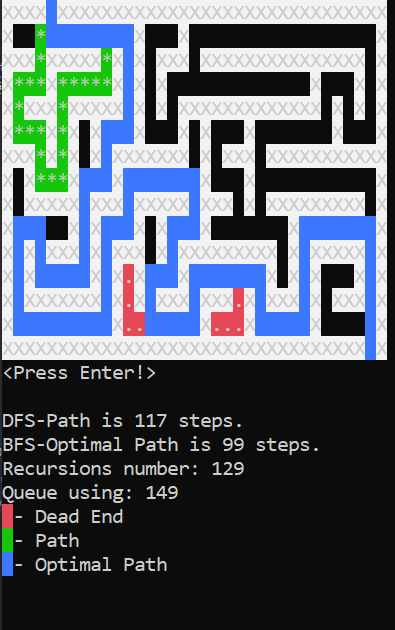 <Press Enter!>
DFS-Path is 117 steps.
BFS-Optimal Path is 99 steps.
Recursions number: 129
Queue using: 149
- Dead End
- Path
- Optimal Path